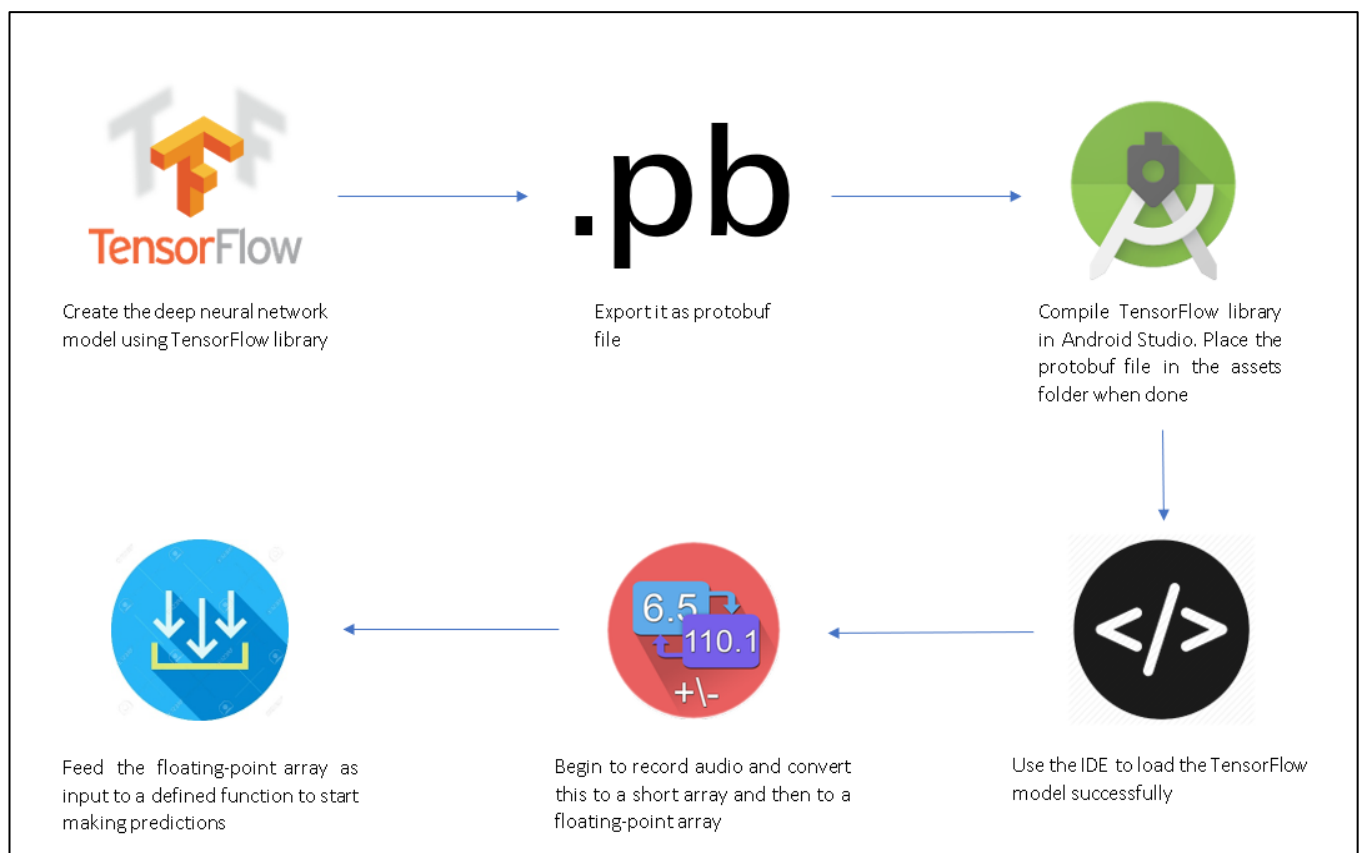 TF
TensorFlow
Create the deep neural network
model using TensorFlow library
.pb
Export it as protobuf
file
Compile TensorFlow library
in Android Studio. Place the
protobuf file in the assets
folder when done
</>
Use the IDE to load the TensorFlow
model successfully
6.5
110.1
+\-
Begin to record audio and convert
this to a short array and then to a
floating-point array
Feed the floating-point array as
input to a defined function to start
making predictions